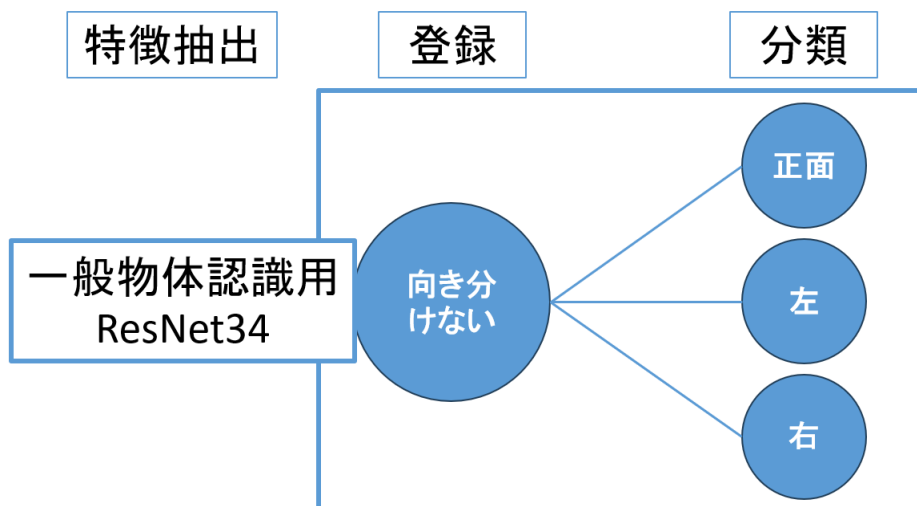 特徴抽出
登録
分類
正面
一般物体認識用
ResNet34
向き分
けない
左
右